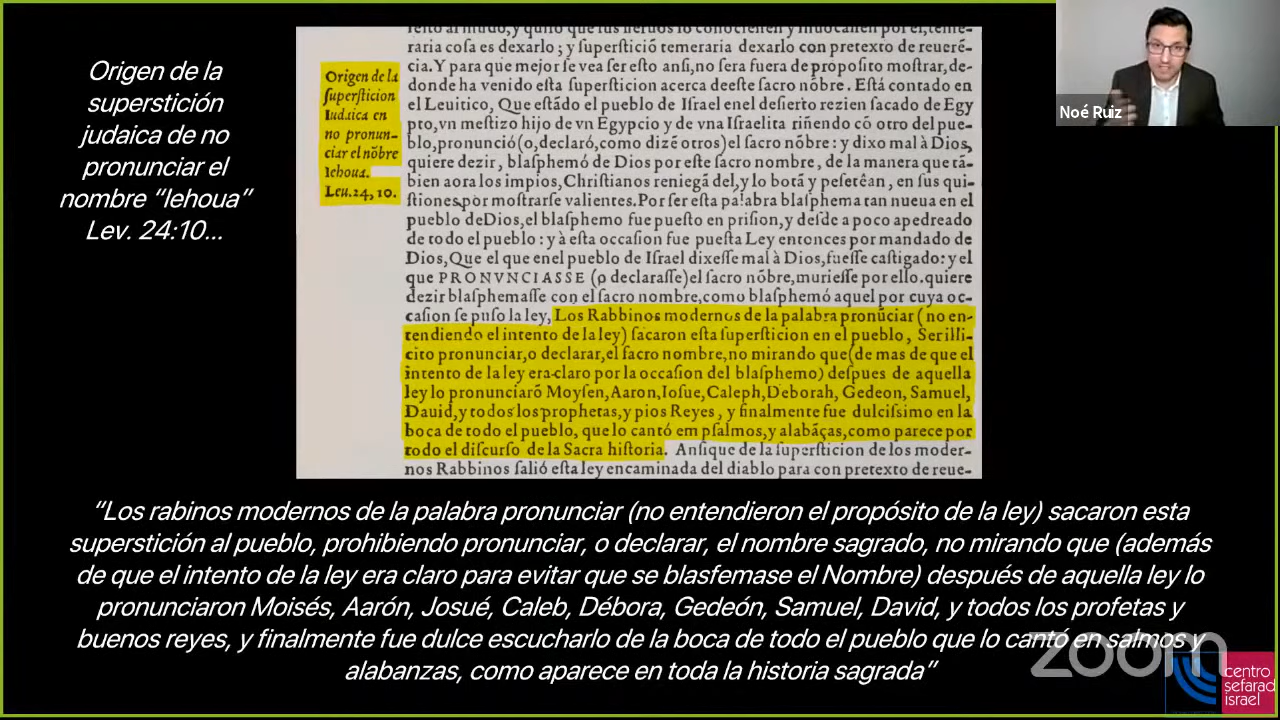 Origen de la
superstición
judaica de no
pronunciar el
nombre “Iehoua”
Lev. 24:10...
Origen de la
ſuperſticion
Iudaica en
no pronun-
ciar el nõbre
Iehoua.
Leu.24, 10.
raria coſa es dexarlo ; y ſuperſtició temeraria dexarlo con pretexto de reuerẽ-
cia. Y para que mejor ſe vea ſer eſto anſi, no ſera fuera de propoſito moſtrar, de-
donde ha venido eſta ſuperſticion acerca deeſte ſacro nõbre. Eſtá contado en
el Leuitico, Que eſtãdo el pueblo de Iſrael enel deſierto rezien ſacado de Egy
pto, vn meſtizo hijo de vn Egypcio y de vna Iſraelita riñendo cõ otro del pue-
blo, pronunció (o, declaró, como dizẽ otros) el ſacro nõbre : y dixo mal à Dios,
quiere dezir, blaſphemó de Dios por eſte ſacro nombre, de la manera que tã-
bien aora los impios, Chriſtianos reniegã del, y lo botã y peſetêan, en ſus qui-
ſtiones, por moſtrarſe valientes. Por ſer eſta palabra blaſphema tan nueua en el
pueblo de Dios, el blaſphemo fue pueſto en priſion, y deſde a poco apedreado
de todo el pueblo : y à eſta occaſion fue pueſta Ley entonces por mandado de
Dios, Que el que enel pueblo de Iſrael dixeſſe mal à Dios, fueſſe caſtigado: y el
que PRONVNCIASSE (o declaraſſe) el ſacro nõbre, murieſſe por ello. quiere
dezir blaſphemaſſe con el ſacro nombre, como blaſphemó aquel por cuya oc-
caſion ſe puſo la ley, Los Rabbinos modernos de la palabra pronũciar (no en-
tendiendo el intento de la ley) ſacaron eſta ſuperſticion en el pueblo, Ser illi-
cito pronunciar, o declarar, el ſacro nombre, no mirando que (de mas de que el
intento de la ley era claro por la occaſion del blaſphemo) deſpues de aquella
ley lo pronunciarõ Moyſen, Aaron, Ioſue, Caleph, Deborah, Gedeon, Samuel,
Dauid, y todos los prophetas, y pios Reyes, y finalmente fue dulciſsimo en la
boca de todo el pueblo, que lo cantó em pſalmos, y alabãças, como parece por
todo el diſcurſo de la Sacra hiſtoria. Anſique de la ſuperſticion de los moder-
nos Rabbinos ſalió eſta ley encaminada del diablo para con pretexto de reue-
“Los rabinos modernos de la palabra pronunciar (no entendieron el propósito de la ley) sacaron esta
superstición al pueblo, prohibiendo pronunciar, o declarar, el nombre sagrado, no mirando que (además
de que el intento de la ley era claro para evitar que se blasfemase el Nombre) después de aquella ley lo
pronunciaron Moisés, Aarón, Josué, Caleb, Débora, Gedeón, Samuel, David, y todos los profetas y
buenos reyes, y finalmente fue dulce escucharlo de la boca de todo el pueblo que lo cantó en salmos y
alabanzas, como aparece en toda la historia sagrada”
Noé Ruiz
zoom
centro
sefarad
israel